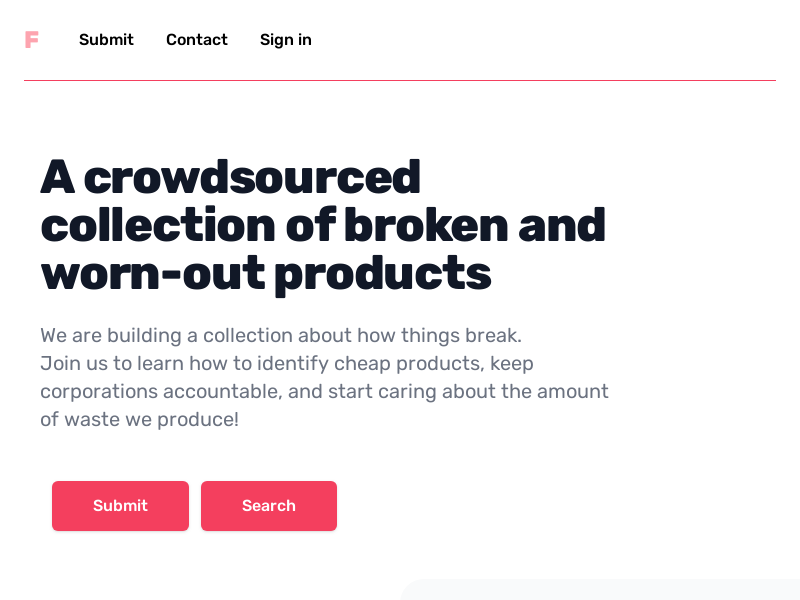 F Submit Contact Sign in
A crowdsourced
collection of broken and
worn-out products
We are building a collection about how things break.
Join us to learn how to identify cheap products, keep
corporations accountable, and start caring about the amount
of waste we produce!
Submit Search